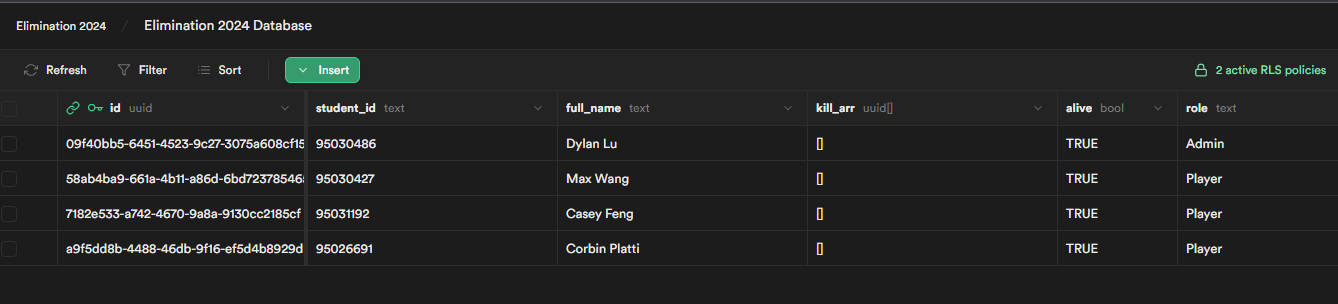 Elimination 2024 / Elimination 2024 Database
Refresh Filter Sort Insert 2 active RLS policies
id uuid student_id text full_name text kill_arr uuid[] alive bool role text
09f40bb5-6451-4523-9c27-3075a608cf15 95030486 Dylan Lu [] TRUE Admin
58ab4ba9-661a-4b11-a86d-6bd72378546 95030427 Max Wang [] TRUE Player
7182e533-a742-4670-9a8a-9130cc2185cf 95031192 Casey Feng [] TRUE Player
a9f5dd8b-4488-46db-9f16-ef5d4b8929d 95026691 Corbin Platti [] TRUE Player